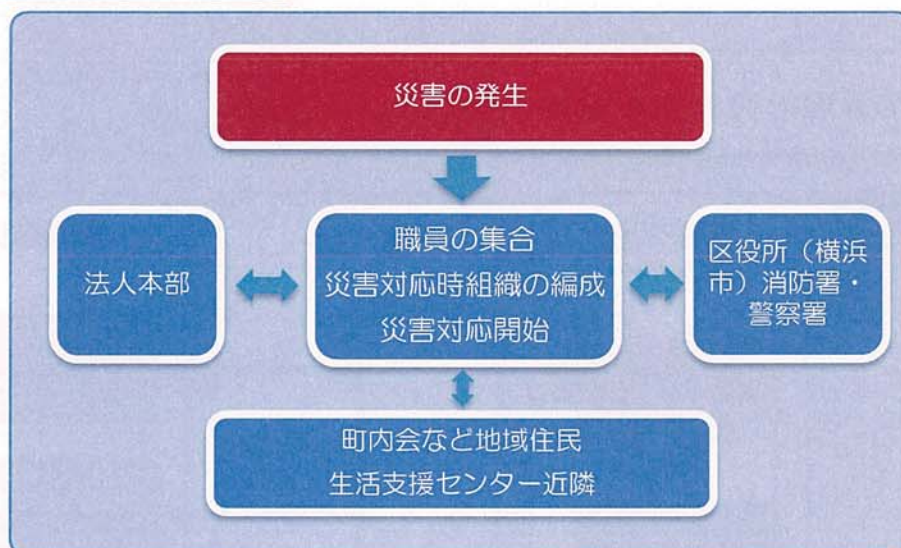 災害の発生
職員の集合
災害対応時組織の編成
災害対応開始
法人本部
区役所（横浜
市）消防署・
警察署
町内会など地域住民
生活支援センター近隣